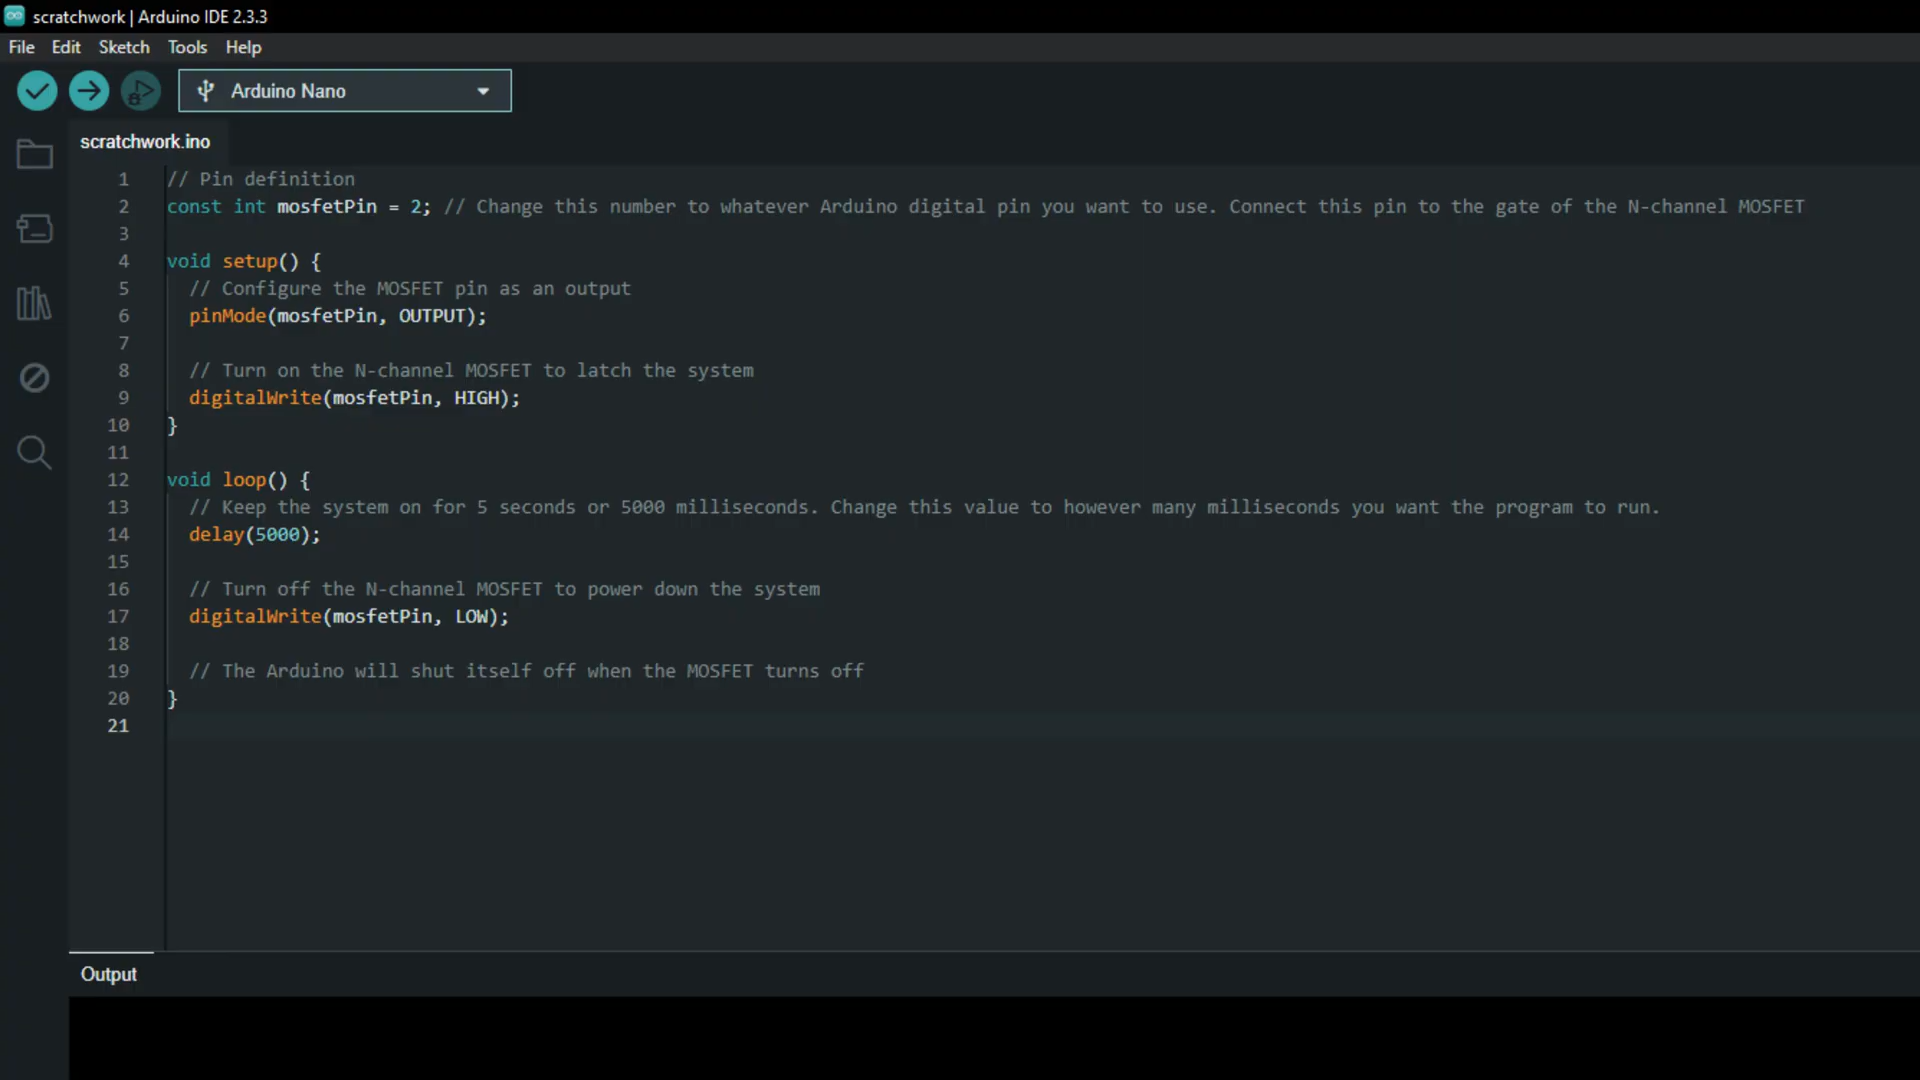 scratchwork | Arduino IDE 2.3.3
File Edit Sketch Tools Help
Arduino Nano
scratchwork.ino
1 // Pin definition
2 const int mosfetPin = 2; // Change this number to whatever Arduino digital pin you want to use. Connect this pin to the gate of the N-channel MOSFET
3
4 void setup() {
5   // Configure the MOSFET pin as an output
6   pinMode(mosfetPin, OUTPUT);
7
8   // Turn on the N-channel MOSFET to latch the system
9   digitalWrite(mosfetPin, HIGH);
10 }
11
12 void loop() {
13   // Keep the system on for 5 seconds or 5000 milliseconds. Change this value to however many milliseconds you want the program to run.
14   delay(5000);
15
16   // Turn off the N-channel MOSFET to power down the system
17   digitalWrite(mosfetPin, LOW);
18
19   // The Arduino will shut itself off when the MOSFET turns off
20 }
21
Output